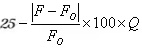 25 − |F − F_O| / F_O × 100 × Q